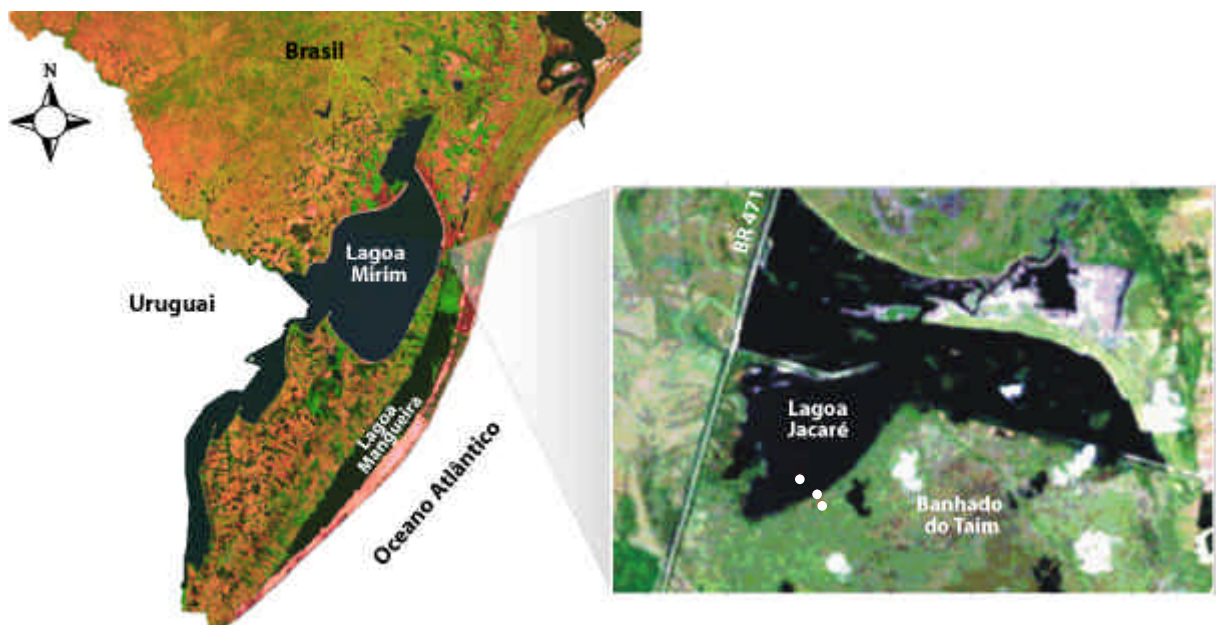 Brasil
N
Lagoa
Mirim
Uruguai
Lagoa
Mangueira
Oceano Atlântico
BR 471
Lagoa
Jacaré
Banhado
do Taim